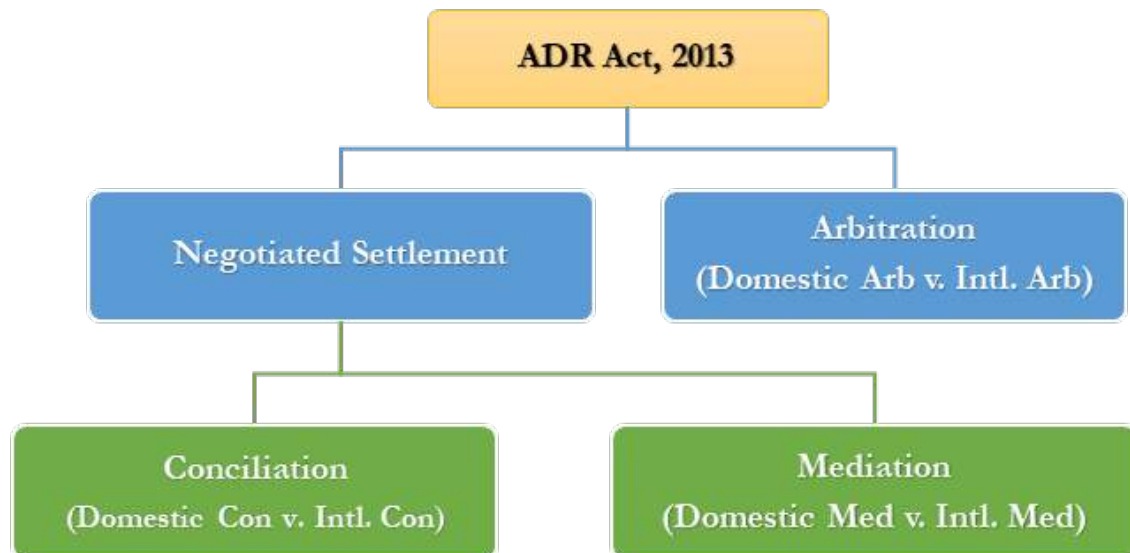 ADR Act, 2013
Negotiated Settlement
Arbitration
(Domestic Arb v. Intl. Arb)
Conciliation
(Domestic Con v. Intl. Con)
Mediation
(Domestic Med v. Intl. Med)